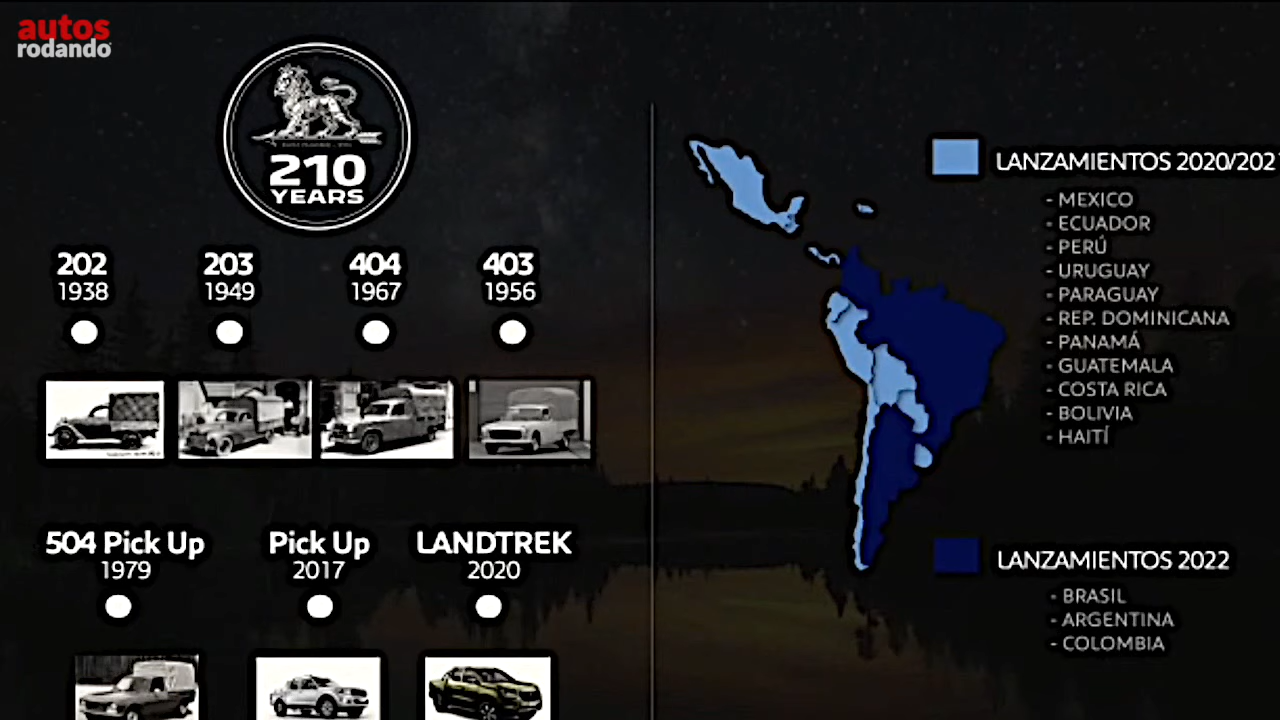 autos
rodando
210
YEARS
202
1938
203
1949
404
1967
403
1956
504 Pick Up
1979
Pick Up
2017
LANDTREK
2020
LANZAMIENTOS 2020/202
- MEXICO
- ECUADOR
- PERÚ
- URUGUAY
- PARAGUAY
- REP. DOMINICANA
- PANAMÁ
- GUATEMALA
- COSTA RICA
- BOLIVIA
- HAITÍ
LANZAMIENTOS 2022
- BRASIL
- ARGENTINA
- COLOMBIA